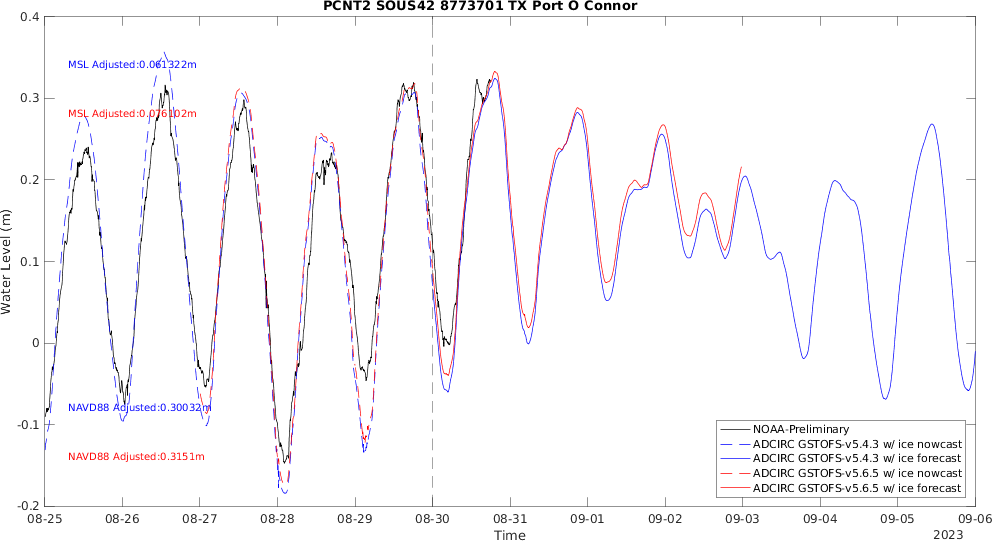 PCNT2 SOUS42 8773701 TX Port O Connor
0.4
0.3
0.2
0.1
0
-0.1
-0.2
Water Level (m)
MSL Adjusted:0.061322m
MSL Adjusted:0.076102m
NAVD88 Adjusted:0.30032m
NAVD88 Adjusted:0.3151m
NOAA-Preliminary
ADCIRC GSTOFS-v5.4.3 w/ ice nowcast
ADCIRC GSTOFS-v5.4.3 w/ ice forecast
ADCIRC GSTOFS-v5.6.5 w/ ice nowcast
ADCIRC GSTOFS-v5.6.5 w/ ice forecast
08-25 08-26 08-27 08-28 08-29 08-30 08-31 09-01 09-02 09-03 09-04 09-05 09-06
Time
2023